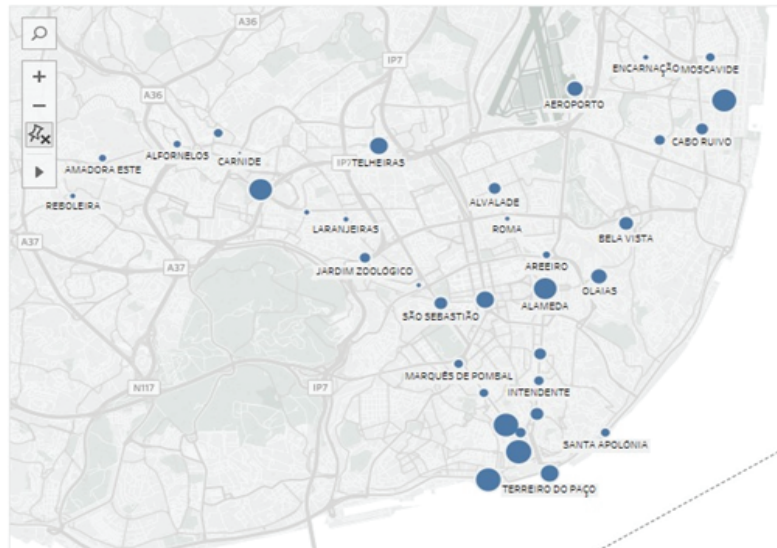 A36
IP7
ENCARNAÇÃO
MOSCAVIDE
+
A36
AEROPORTO
−
ALFORNELOS
CARNIDE
IP7
TELHEIRAS
CABO RUIVO
AMADORA ESTE
REBOLEIRA
ALVALADE
LARANJEIRAS
ROMA
BELA VISTA
A37
A37
JARDIM ZOOLÓGICO
AREEIRO
OLAIAS
SÃO SEBASTIÃO
ALAMEDA
MARQUÊS DE POMBAL
N117
IP7
INTENDENTE
SANTA APOLÓNIA
TERREIRO DO PAÇO